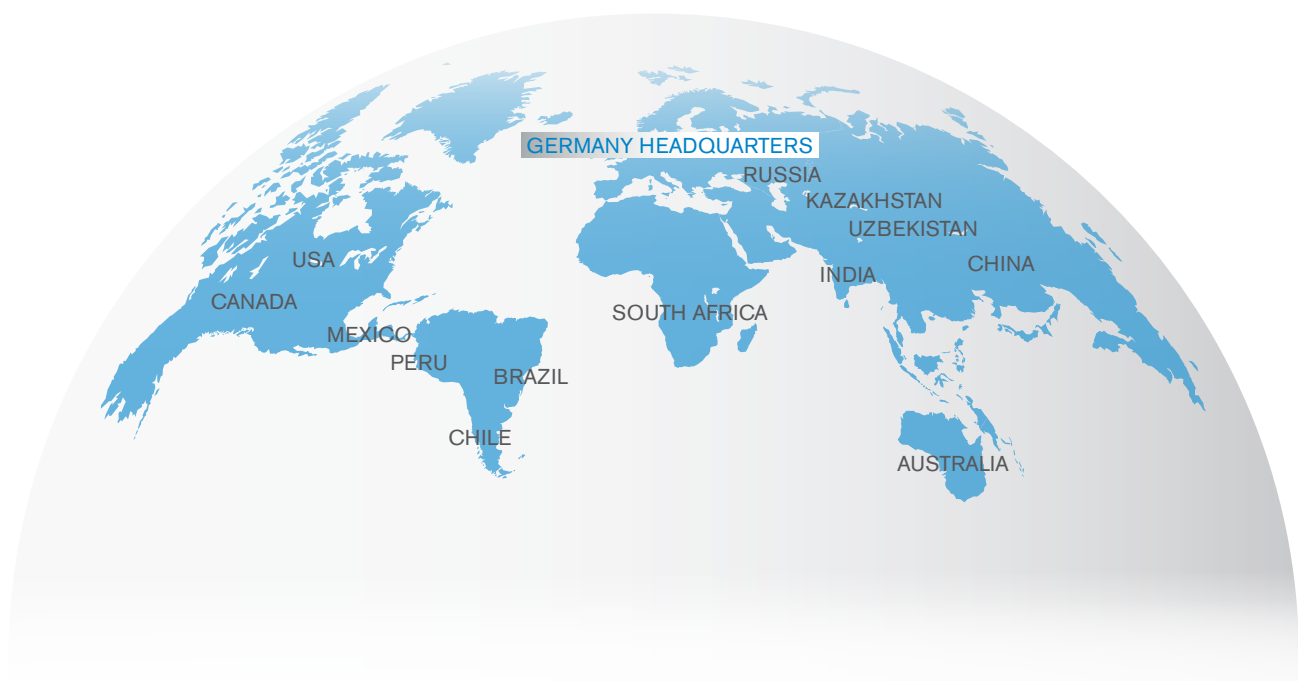 GERMANY HEADQUARTERS
RUSSIA
KAZAKHSTAN
UZBEKISTAN
USA
CHINA
INDIA
CANADA
SOUTH AFRICA
MEXICO
PERU
BRAZIL
CHILE
AUSTRALIA